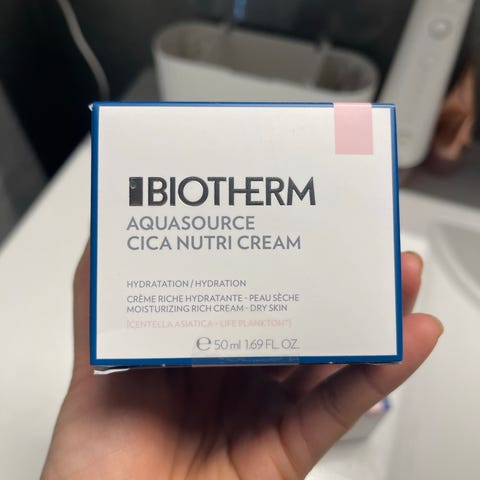 BIOTHERM
AQUASOURCE
CICA NUTRI CREAM
HYDRATATION / HYDRATION
CRÈME RICHE HYDRATANTE - PEAU SÈCHE
MOISTURIZING RICH CREAM - DRY SKIN
[CENTELLA ASIATICA + LIFE PLANKTON™]
℮ 50 ml 1.69 FL. OZ.